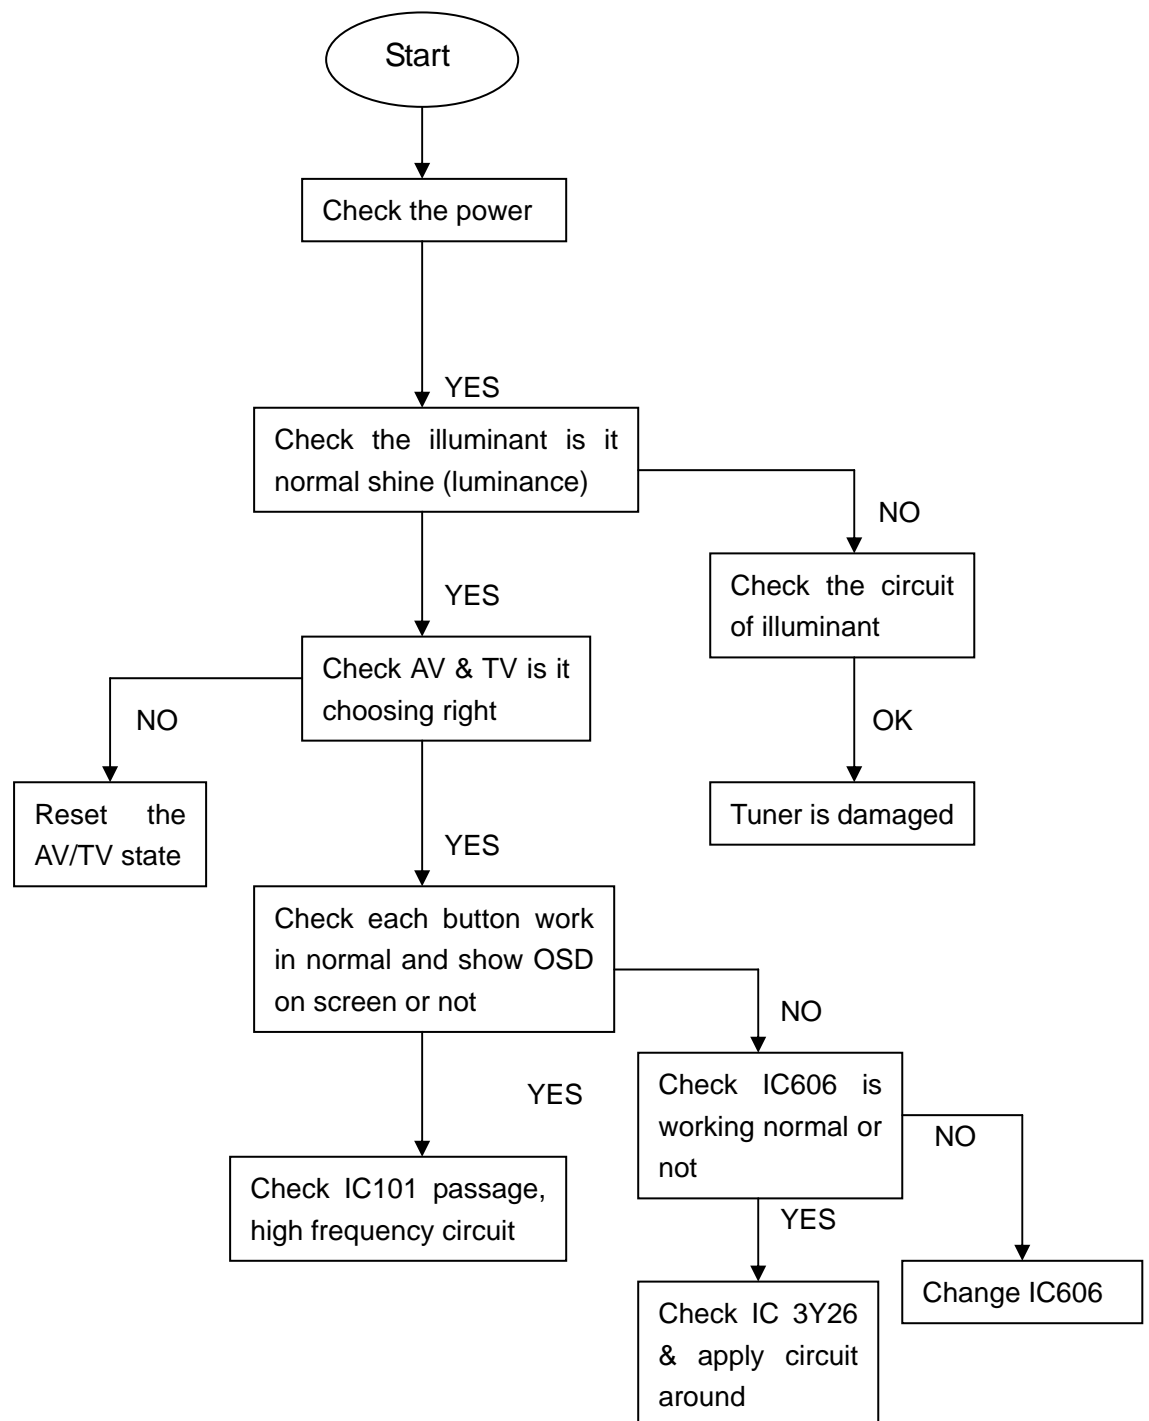 Start
Check the power
YES
Check the illuminant is it
normal shine (luminance)
NO
YES
Check the circuit
of illuminant
Check AV & TV is it
choosing right
NO
OK
Reset the
AV/TV state
Tuner is damaged
YES
Check each button work
in normal and show OSD
on screen or not
NO
YES
Check IC606 is
working normal or
not
NO
Check IC101 passage,
high frequency circuit
YES
Change IC606
Check IC 3Y26
& apply circuit
around